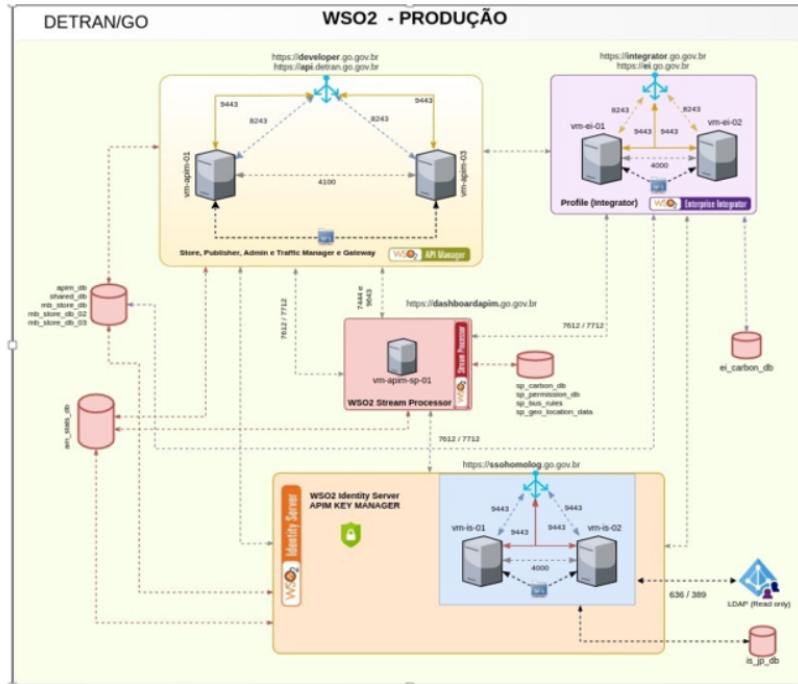 DETRAN/GO
WSO2 - PRODUÇÃO
https://developer.go.gov.br
https://api.detran.go.gov.br
9443
9443
8243
8243
vm-apim-01
vm-apim-03
4100
NFS
Store, Publisher, Admin e Traffic Manager e Gateway
WSO2 API Manager
https://integrator.go.gov.br
https://ei.go.gov.br
8243
8243
vm-ei-01
vm-ei-02
9443
9443
4000
Profile (Integrator)
WSO2 Enterprise Integrator
apim_db
shared_db
mb_store_db
mb_store_db_02
mb_store_db_03
7612 / 7712
7444 e
9643
https://dashboardapim.go.gov.br
7612 / 7712
vm-apim-sp-01
WSO2 Stream Processor
WSO2 Stream Processor
sp_carbon_db
sp_permission_db
sp_bus_rules
sp_geo_location_data
ei_carbon_db
am_stats_db
7612 / 7712
https://ssohomolog.go.gov.br
WSO2 Identity Server
WSO2 Identity Server
APIM KEY MANAGER
vm-is-01
vm-is-02
9443
9443
9443
9443
4000
636 / 389
LDAP (Read only)
is_jp_db